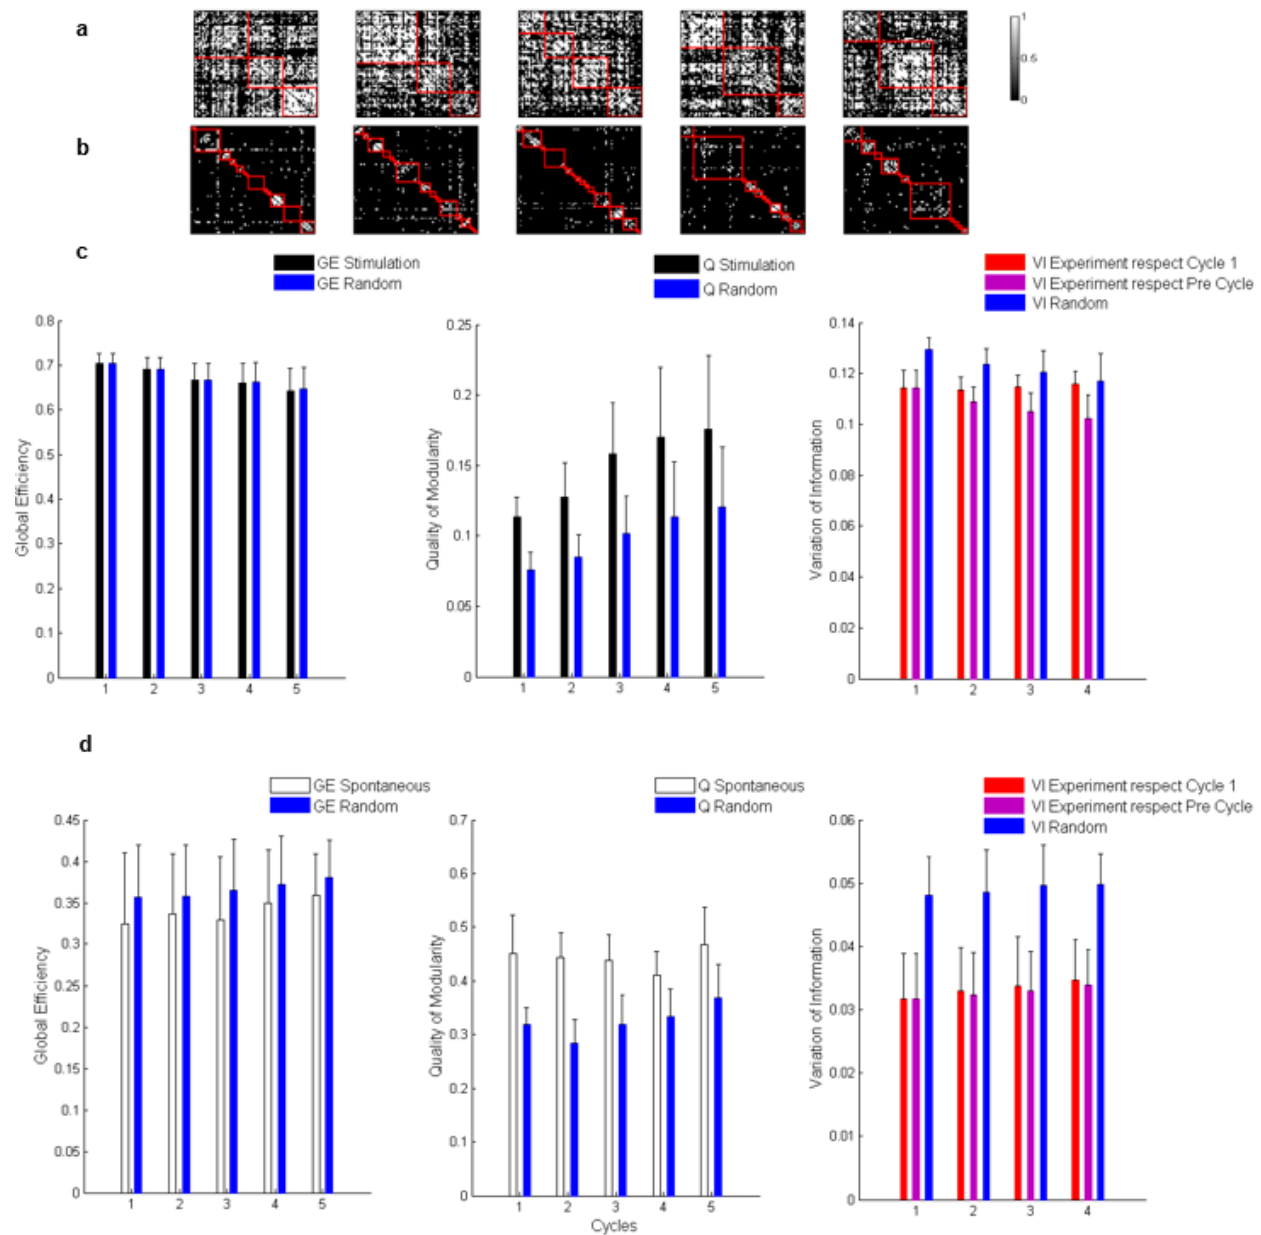 a
1
0.5
0
b
c
GE Stimulation
GE Random
Q Stimulation
Q Random
VI Experiment respect Cycle 1
VI Experiment respect Pre Cycle
VI Random
Global Efficiency
0.8
0.7
0.6
0.5
0.4
0.3
0.2
0.1
0
1 2 3 4 5
Quality of Modularity
0.25
0.2
0.15
0.1
0.05
0
1 2 3 4 5
Variation of Information
0.14
0.12
0.1
0.08
0.06
0.04
0.02
0
1 2 3 4
d
GE Spontaneous
GE Random
Q Spontaneous
Q Random
VI Experiment respect Cycle 1
VI Experiment respect Pre Cycle
VI Random
Global Efficiency
0.45
0.4
0.35
0.3
0.25
0.2
0.15
0.1
0.05
0
1 2 3 4 5
Quality of Modularity
0.7
0.6
0.5
0.4
0.3
0.2
0.1
0
1 2 3 4 5
Cycles
Variation of Information
0.06
0.05
0.04
0.03
0.02
0.01
0
1 2 3 4